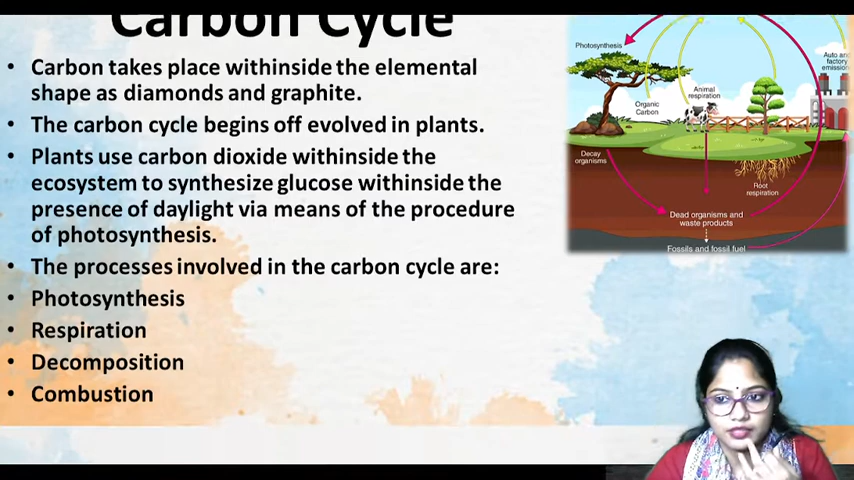 Carbon Cycle
• Carbon takes place withinside the elemental
shape as diamonds and graphite.
• The carbon cycle begins off evolved in plants.
• Plants use carbon dioxide withinside the
ecosystem to synthesize glucose withinside the
presence of daylight via means of the procedure
of photosynthesis.
• The processes involved in the carbon cycle are:
• Photosynthesis
• Respiration
• Decomposition
• Combustion
Photosynthesis
Auto and
factory
emission
Animal
respiration
Organic
Carbon
Decay
organisms
Root
respiration
Dead organisms and
waste products
Fossils and fossil fuel